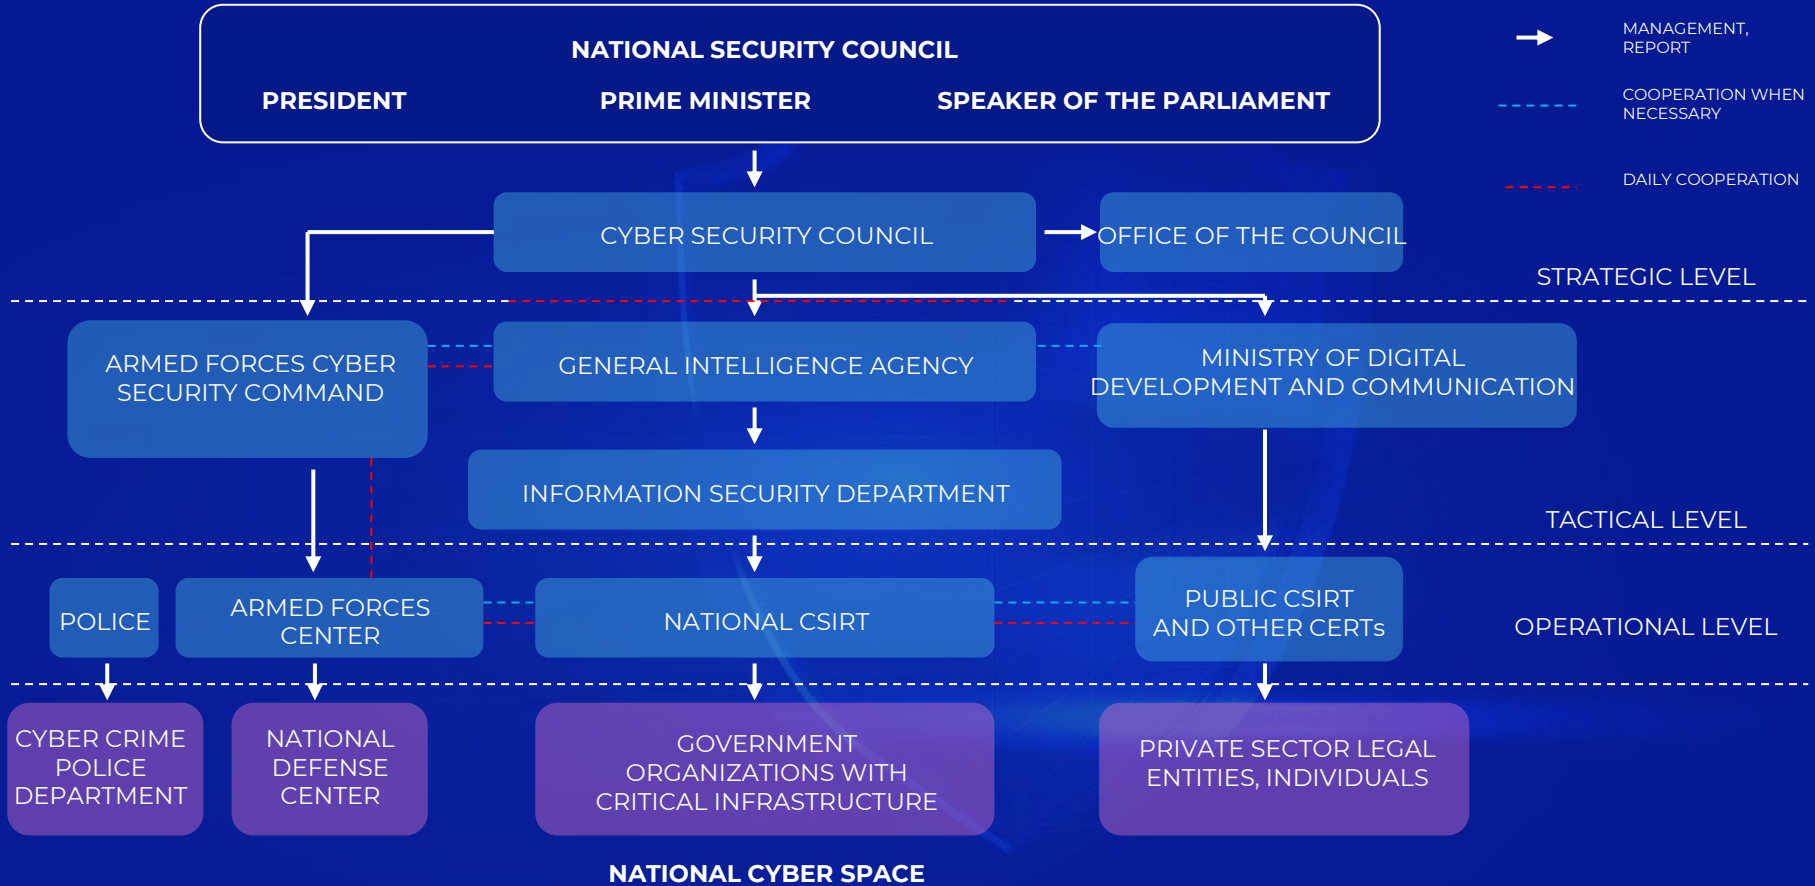 NATIONAL SECURITY COUNCIL
PRESIDENT
PRIME MINISTER
SPEAKER OF THE PARLIAMENT
MANAGEMENT,
REPORT
COOPERATION WHEN
NECESSARY
DAILY COOPERATION
CYBER SECURITY COUNCIL
OFFICE OF THE COUNCIL
STRATEGIC LEVEL
ARMED FORCES CYBER
SECURITY COMMAND
GENERAL INTELLIGENCE AGENCY
MINISTRY OF DIGITAL
DEVELOPMENT AND COMMUNICATION
INFORMATION SECURITY DEPARTMENT
TACTICAL LEVEL
POLICE
ARMED FORCES
CENTER
NATIONAL CSIRT
PUBLIC CSIRT
AND OTHER CERTs
OPERATIONAL LEVEL
CYBER CRIME
POLICE
DEPARTMENT
NATIONAL
DEFENSE
CENTER
GOVERNMENT
ORGANIZATIONS WITH
CRITICAL INFRASTRUCTURE
PRIVATE SECTOR LEGAL
ENTITIES, INDIVIDUALS
NATIONAL CYBER SPACE